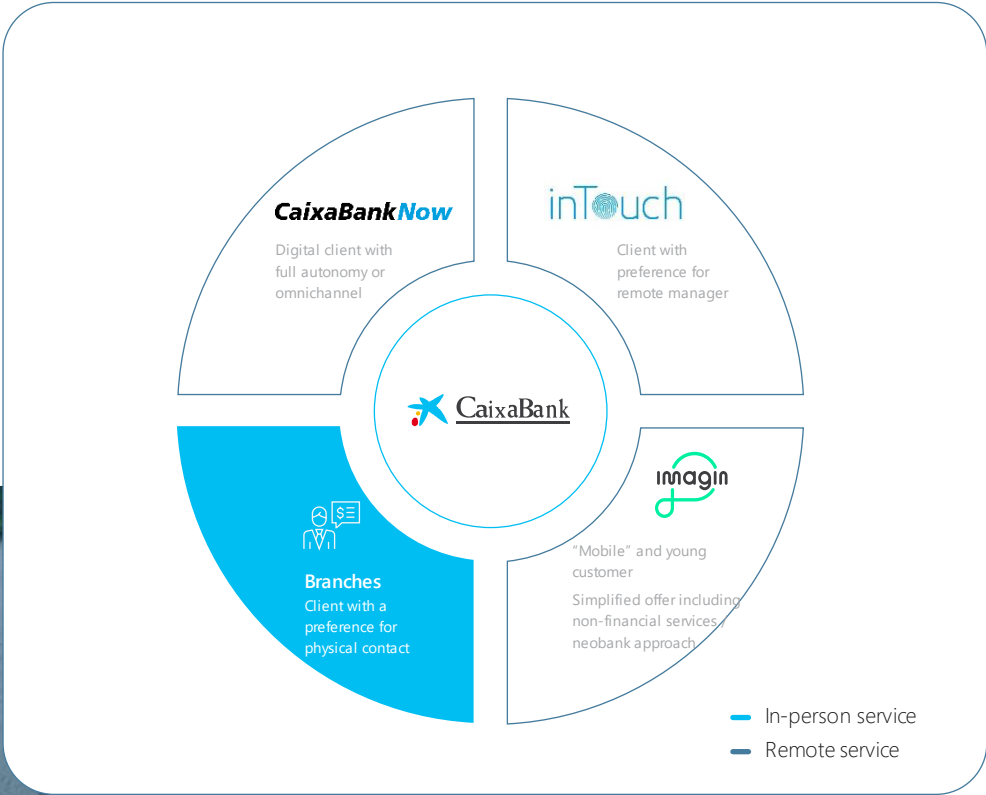 CaixaBankNow
Digital client with
full autonomy or
omnichannel
inTouch
Client with
preference for
remote manager
CaixaBank
$
Branches
Client with a
preference for
physical contact
imagin
“Mobile” and young
customer
Simplified offer including
non-financial services /
neobank approach
In-person service
Remote service